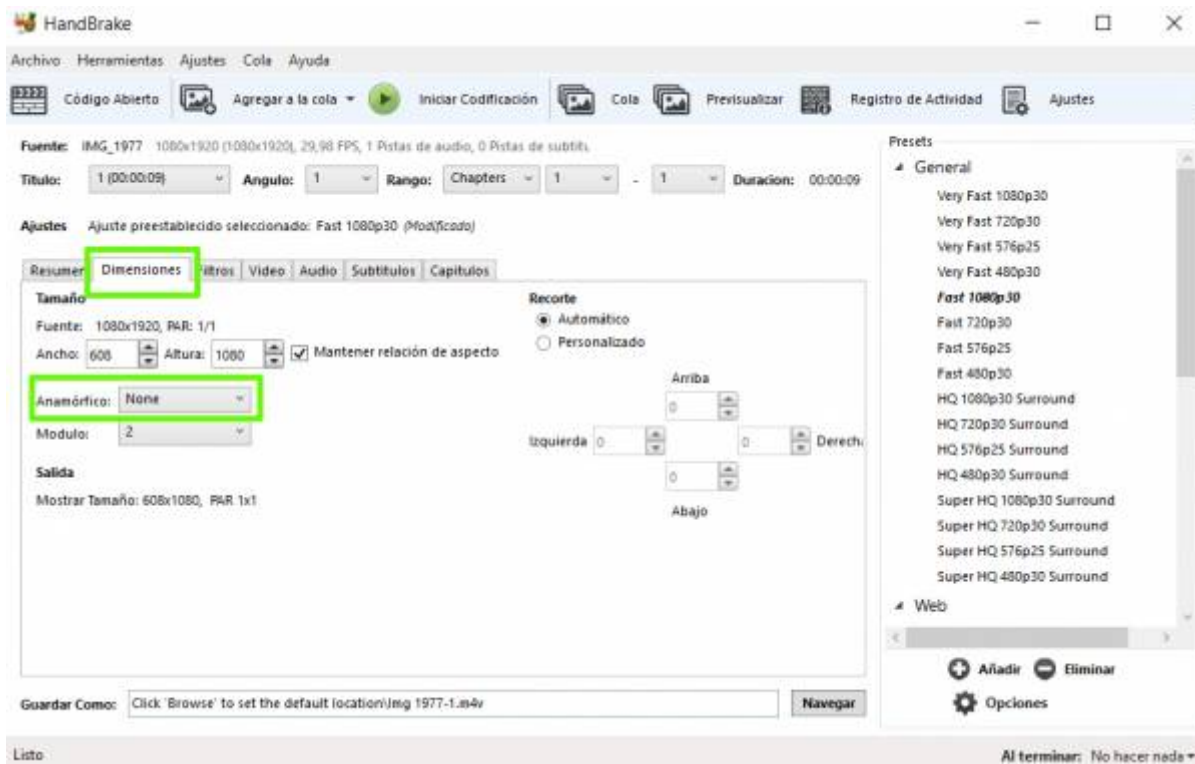 HandBrake
Archivo Herramientas Ajustes Cola Ayuda
Código Abierto Agregar a la cola Iniciar Codificación Cola Previsualizar Registro de Actividad Ajustes
Fuente: IMG_1977 1080x1920 (1080x1920), 29,98 FPS, 1 Pistas de audio, 0 Pistas de subtitu
Titulo: 1 (00:00:09) Angulo: 1 Rango: Chapters 1 - 1 Duracion: 00:00:09
Ajustes Ajuste preestablecido seleccionado: Fast 1080p30 (Modificado)
Resumen Dimensiones Filtros Video Audio Subtitulos Capitulos
Tamaño
Fuente: 1080x1920, PAR: 1/1
Ancho: 608 Altura: 1080 Mantener relación de aspecto
Anamórfico: None
Modulo: 2
Salida
Mostrar Tamaño: 608x1080, PAR 1x1
Recorte
Automático
Personalizado
Arriba
0
Izquierda 0 0 Derech
0
Abajo
Guardar Como: Click 'Browse' to set the default location\Img 1977-1.m4v Navegar
Presets
General
Very Fast 1080p30
Very Fast 720p30
Very Fast 576p25
Very Fast 480p30
Fast 1080p30
Fast 720p30
Fast 576p25
Fast 480p30
HQ 1080p30 Surround
HQ 720p30 Surround
HQ 576p25 Surround
HQ 480p30 Surround
Super HQ 1080p30 Surround
Super HQ 720p30 Surround
Super HQ 576p25 Surround
Super HQ 480p30 Surround
Web
Añadir Eliminar
Opciones
Listo
Al terminar: No hacer nada